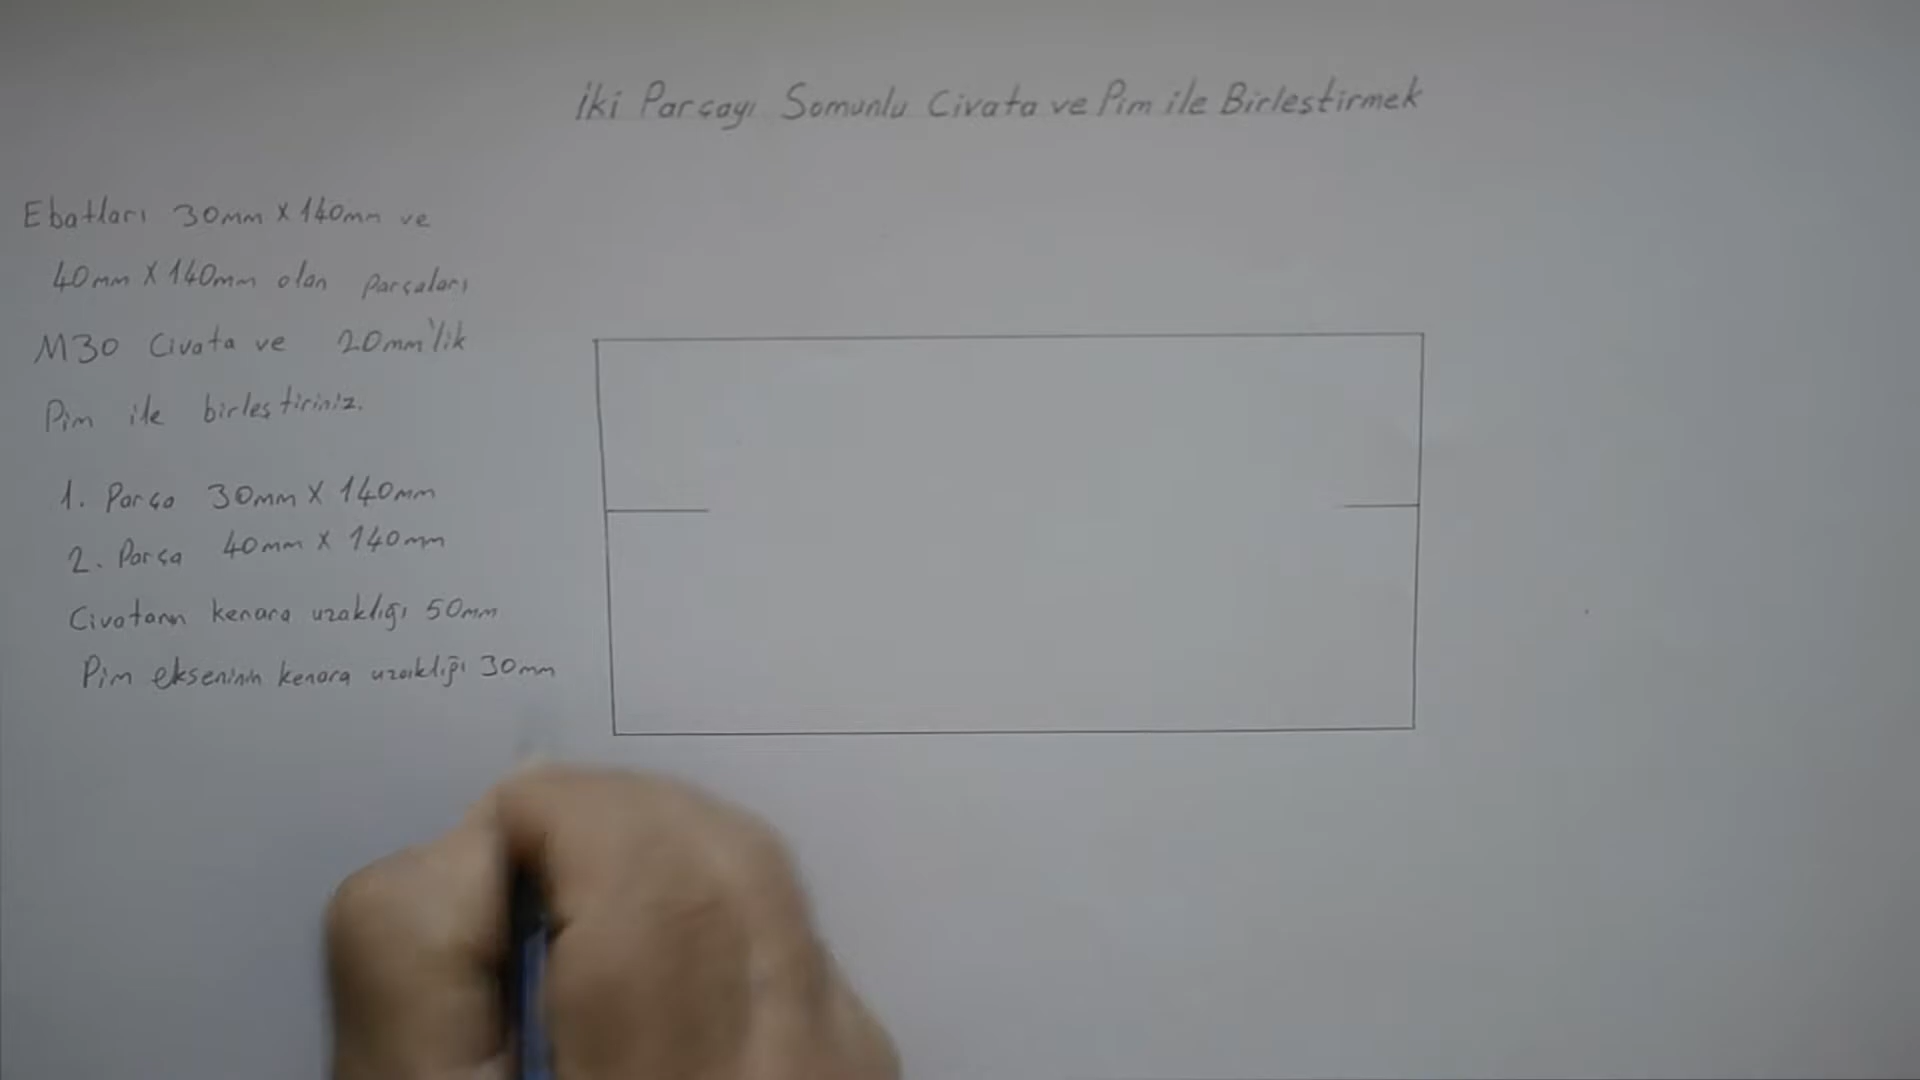 İki Parçayı Somunlu Civata ve Pim ile Birleştirmek
Ebatları 30mm X 140mm ve
40mm X 140mm olan parçaları
M30 Civata ve 20mm'lik
Pim ile birleştiriniz.
1. Parça 30mm X 140mm
2. Parça 40mm X 140mm
Civatanın kenara uzaklığı 50mm
Pim ekseninin kenara uzaklığı 30mm